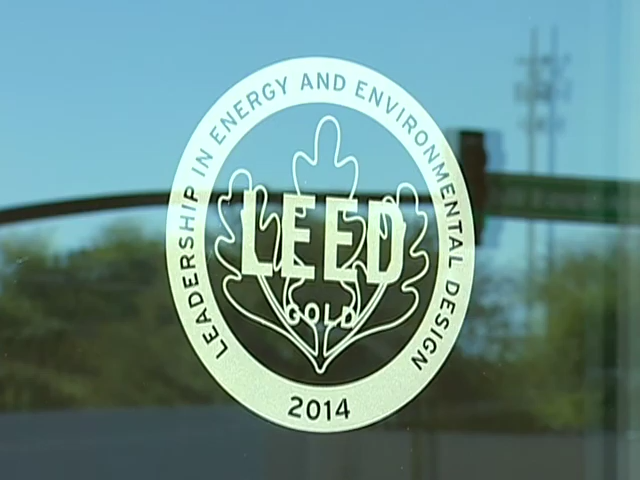 LEADERSHIP IN ENERGY AND ENVIRONMENTAL DESIGN
LEED
GOLD
2014